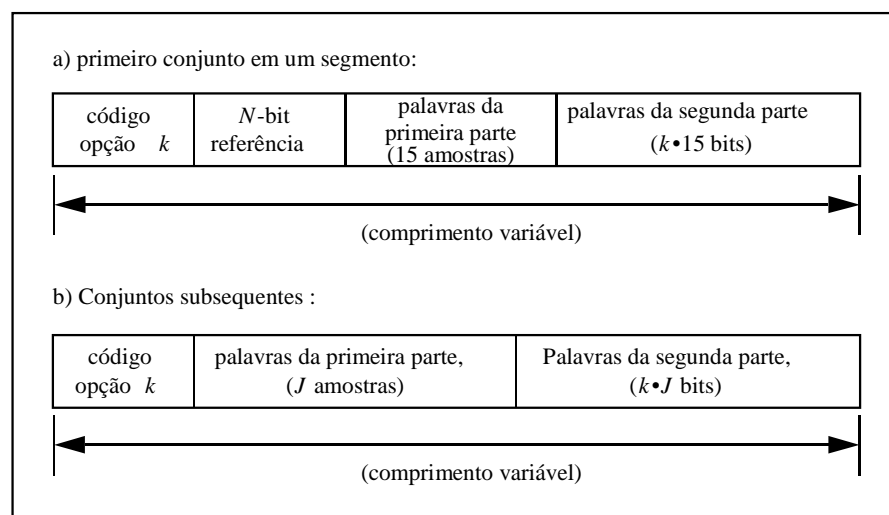 a) primeiro conjunto em um segmento:
código
opção k
N-bit
referência
palavras da
primeira parte
(15 amostras)
palavras da segunda parte
(k•15 bits)
(comprimento variável)
b) Conjuntos subsequentes :
código
opção k
palavras da primeira parte,
(J amostras)
Palavras da segunda parte,
(k•J bits)
(comprimento variável)